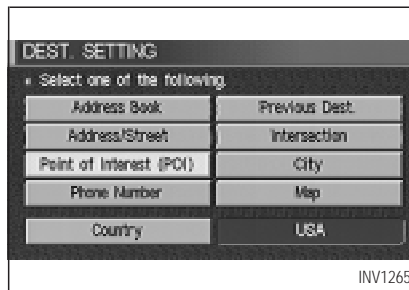 DEST. SETTING
Select one of the following.
Address Book
Previous Dest.
Address/Street
Intersection
Point of Interest (POI)
City
Phone Number
Map
Country
USA
INV1265